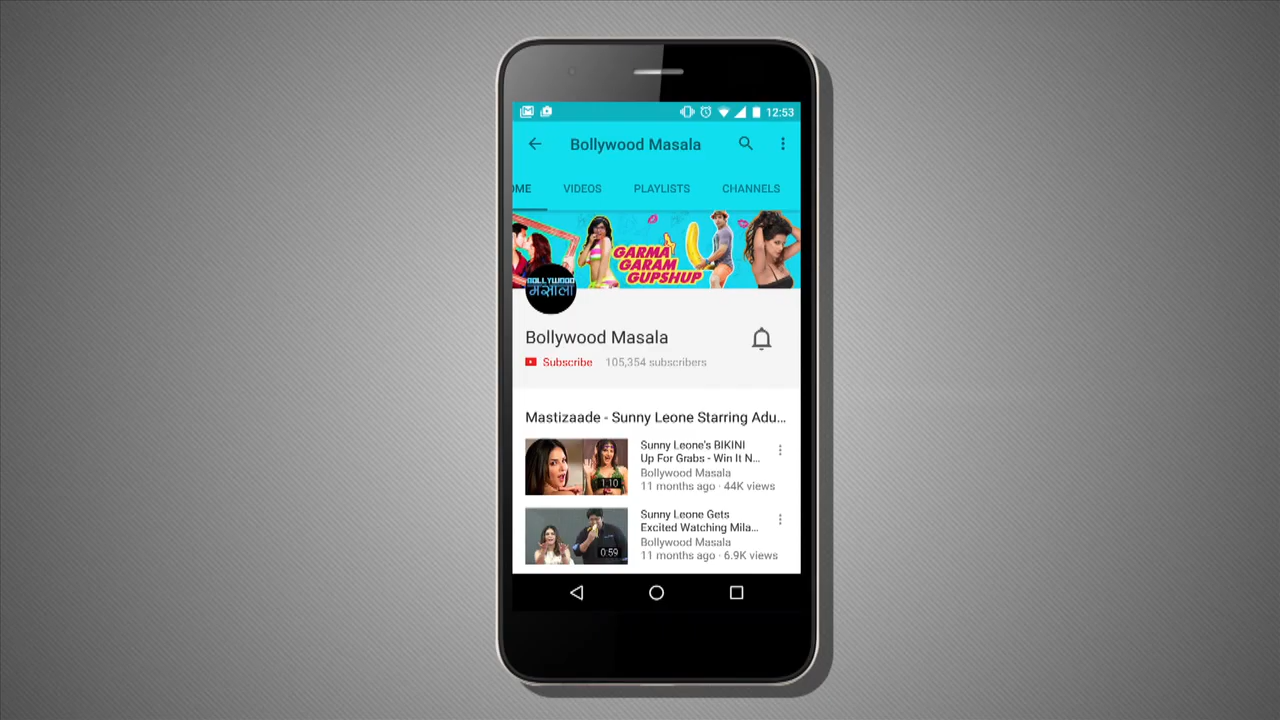 12:53
Bollywood Masala
OME
VIDEOS
PLAYLISTS
CHANNELS
GARMA
GARAM
GUPSHUP
BOLLYWOOD
मसाला
Bollywood Masala
Subscribe 105,354 subscribers
Mastizaade - Sunny Leone Starring Adu...
Sunny Leone's BIKINI
Up For Grabs - Win It N...
Bollywood Masala
11 months ago · 44K views
1:10
Sunny Leone Gets
Excited Watching Mila...
Bollywood Masala
11 months ago · 6.9K views
0:59